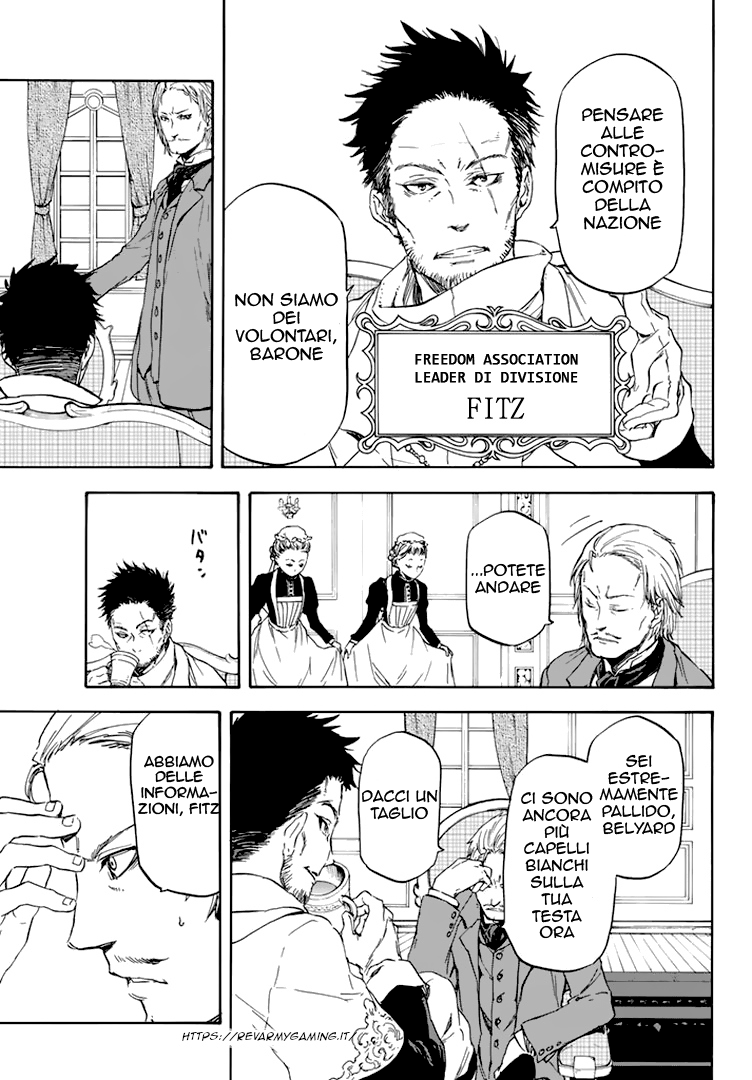 PENSARE
ALLE
CONTRO-
MISURE È
COMPITO
DELLA
NAZIONE
NON SIAMO
DEI
VOLONTARI,
BARONE
FREEDOM ASSOCIATION
LEADER DI DIVISIONE
FITZ
...POTETE
ANDARE
バタン
SEI
ESTRE-
MAMENTE
PALLIDO,
BELYARD
CI SONO
ANCORA
PIÙ
CAPELLI
BIANCHI
SULLA
TUA
TESTA
ORA
DACCI UN
TAGLIO
ABBIAMO
DELLE
INFORMA-
ZIONI, FITZ
HTTPS://REVARMYGAMING.IT/